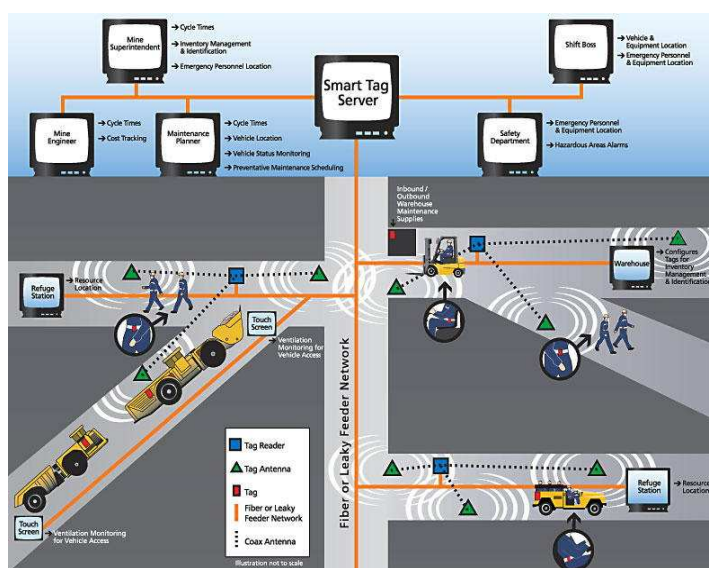 Mine
Superintendent
→ Cycle Times
→ Inventory Management
& Identification
→ Emergency Personnel Location
Smart Tag
Server
Shift Boss
→ Vehicle &
Equipment Location
→ Emergency Personnel
& Equipment Location
Mine
Engineer
→ Cycle Times
→ Cost Tracking
Maintenance
Planner
→ Cycle Times
→ Vehicle Location
→ Vehicle Status Monitoring
→ Preventative Maintenance Scheduling
Safety
Department
→ Emergency Personnel
& Equipment Location
→ Hazardous Areas Alarms
Inbound /
Outbound
Warehouse
Maintenance
Supplies
Refuge
Station
→ Resource
Location
Warehouse
→ Configures
Tags for
Inventory
Management
& Identification
Touch
Screen
→ Ventilation
Monitoring for
Vehicle Access
Fiber or Leaky Feeder Network
Tag Reader
Tag Antenna
Tag
Fiber or Leaky
Feeder Network
Coax Antenna
Illustration not to scale
Refuge
Station
→ Resource
Location
Touch
Screen
→ Ventilation Monitoring
for Vehicle Access